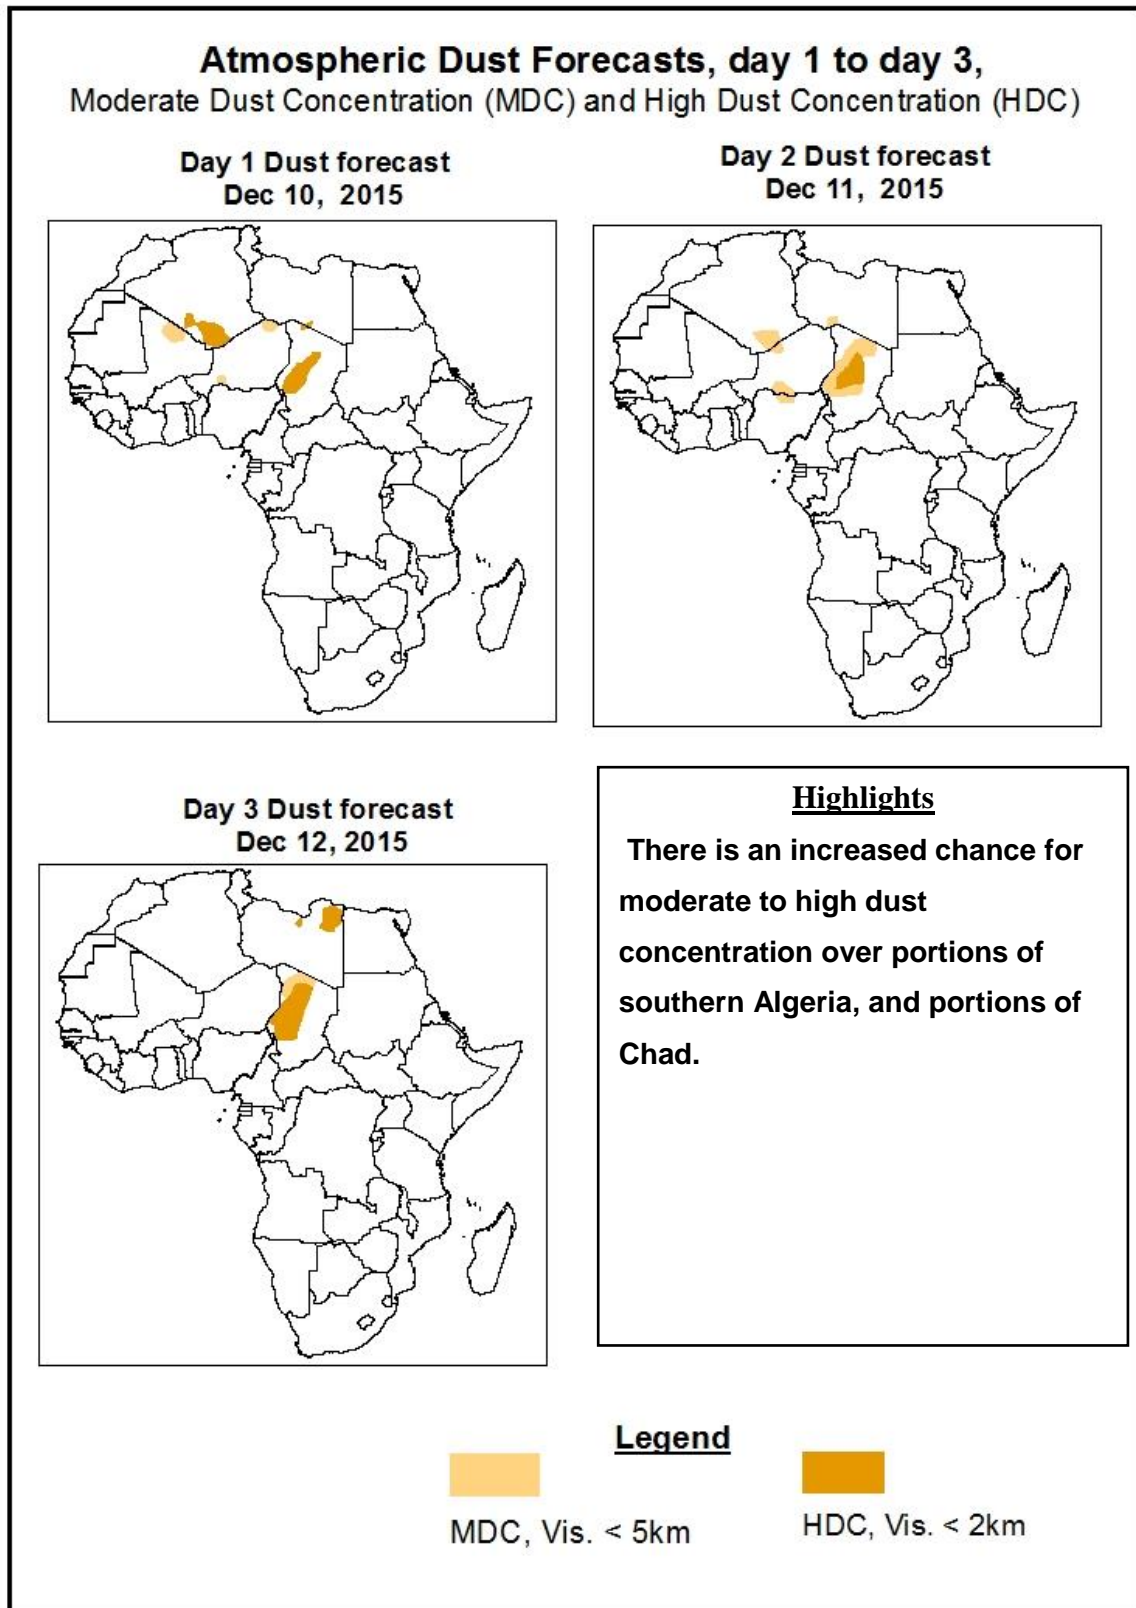 Atmospheric Dust Forecasts, day 1 to day 3,
Moderate Dust Concentration (MDC) and High Dust Concentration (HDC)
Day 1 Dust forecast
Dec 10, 2015
Day 2 Dust forecast
Dec 11, 2015
Day 3 Dust forecast
Dec 12, 2015
Highlights
There is an increased chance for
moderate to high dust
concentration over portions of
southern Algeria, and portions of
Chad.
Legend
MDC, Vis. < 5km
HDC, Vis. < 2km